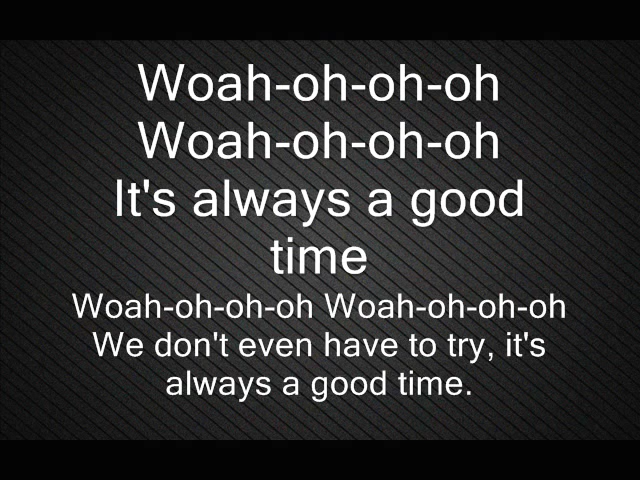 Woah-oh-oh-oh
Woah-oh-oh-oh
It's always a good
time
Woah-oh-oh-oh Woah-oh-oh-oh
We don't even have to try, it's
always a good time.